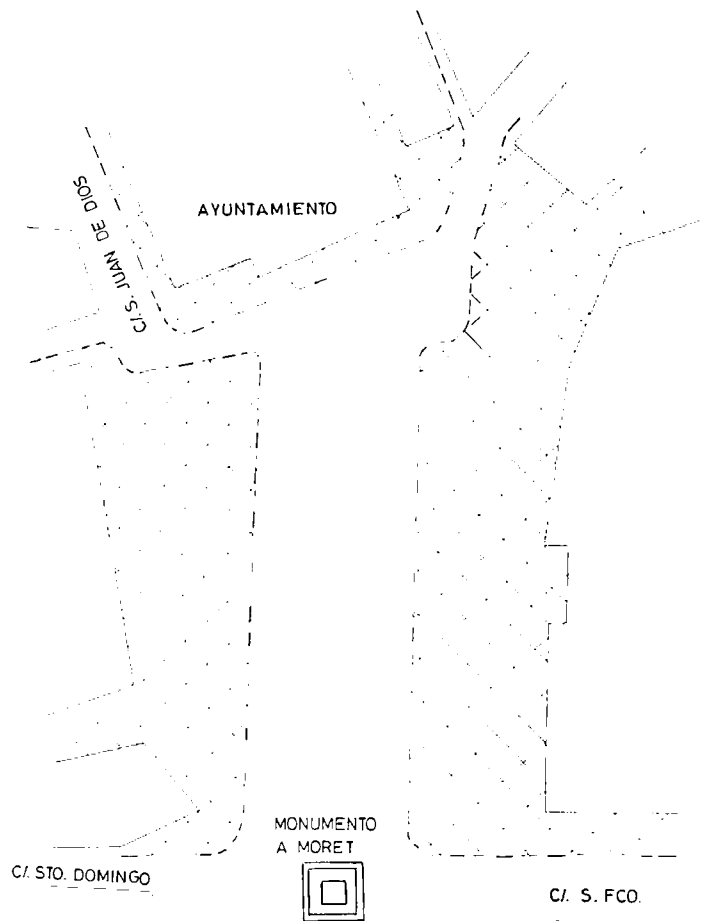 AYUNTAMIENTO
C/. S. JUAN DE DIOS
MONUMENTO
A MORET
C/. STO. DOMINGO
C/. S. FCO.